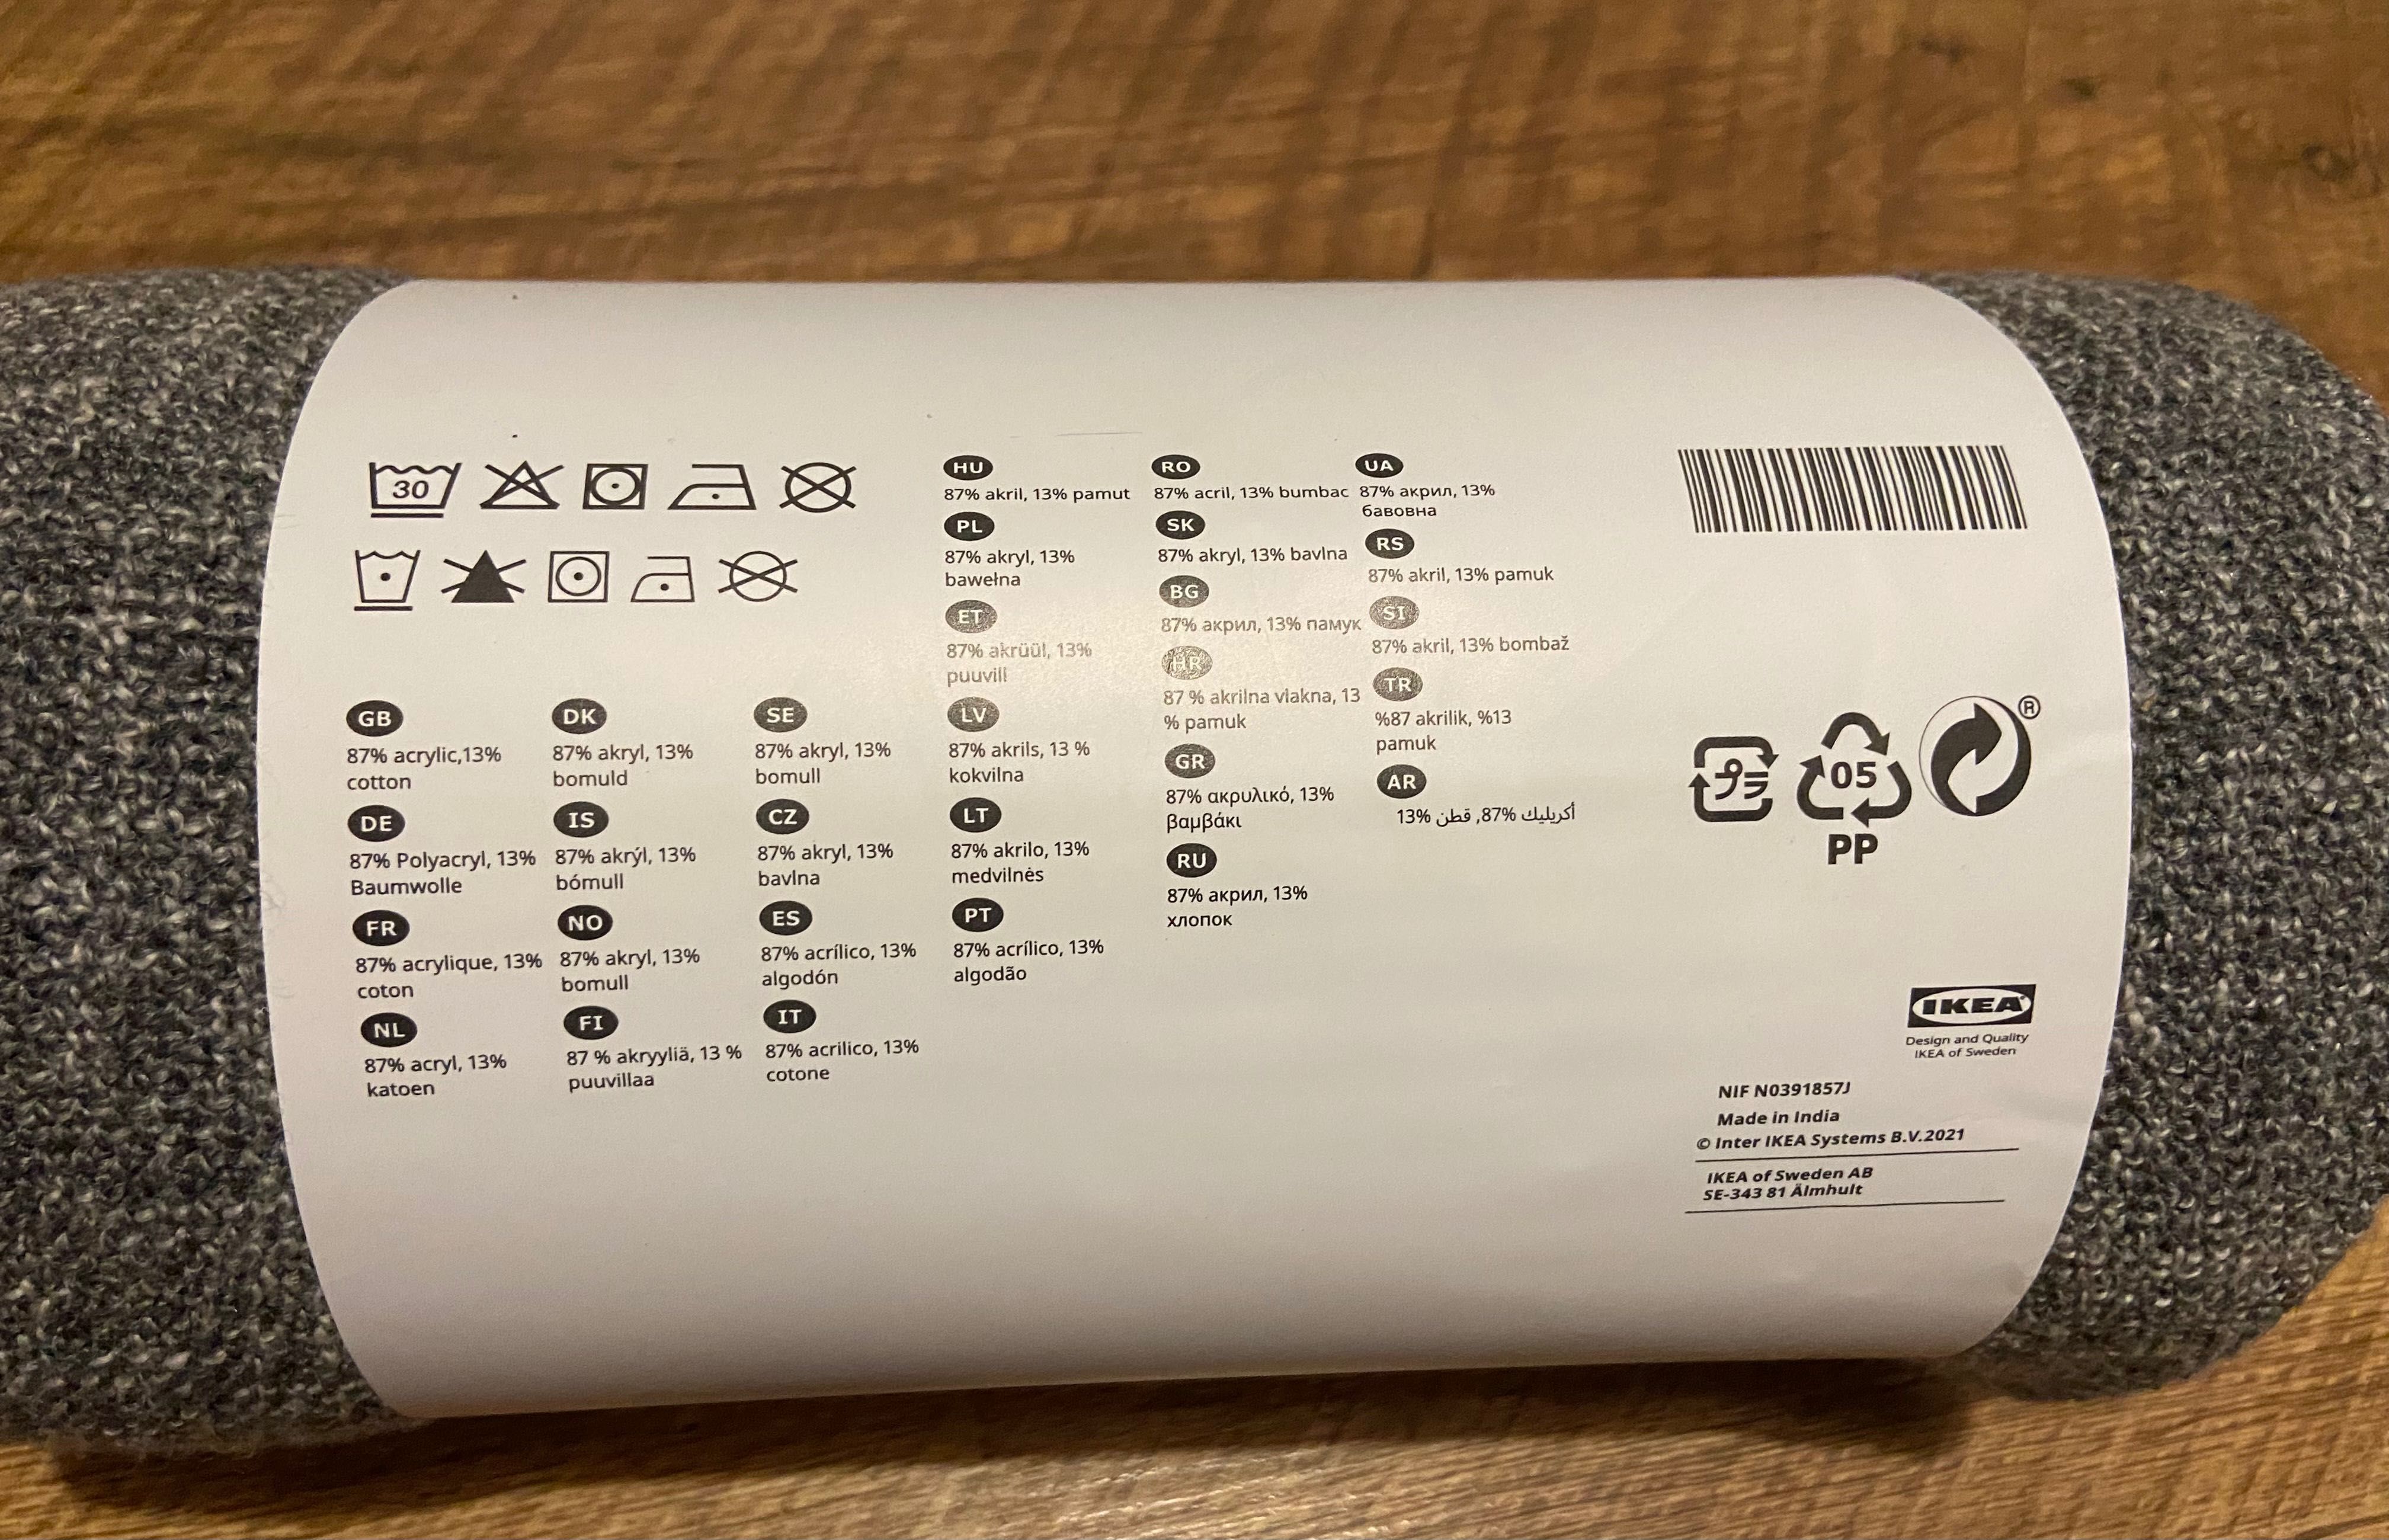 30
GB
87% acrylic,13%
cotton
DE
87% Polyacryl, 13%
Baumwolle
FR
87% acrylique, 13%
coton
NL
87% acryl, 13%
katoen
DK
87% akryl, 13%
bomuld
IS
87% akrýl, 13%
bómull
NO
87% akryl, 13%
bomull
FI
87 % akryyliä, 13 %
puuvillaa
SE
87% akryl, 13%
bomull
CZ
87% akryl, 13%
bavlna
ES
87% acrílico, 13%
algodón
IT
87% acrilico, 13%
cotone
HU
87% akril, 13% pamut
PL
87% akryl, 13%
bawełna
ET
87% akrüül, 13%
puuvill
LV
87% akrils, 13 %
kokvilna
LT
87% akrilo, 13%
medvilnės
PT
87% acrílico, 13%
algodão
RO
87% acril, 13% bumbac
SK
87% akryl, 13% bavlna
BG
87% акрил, 13% памук
HR
87 % akrilna vlakna, 13
% pamuk
GR
87% ακρυλικό, 13%
βαμβάκι
RU
87% акрил, 13%
хлопок
UA
87% акрил, 13%
бавовна
RS
87% akril, 13% pamuk
SI
87% akril, 13% bombaž
TR
%87 akrilik, %13
pamuk
AR
أكريليك 87%, قطن 13%
プラ
05
PP
®
IKEA
Design and Quality
IKEA of Sweden
NIF N0391857J
Made in India
© Inter IKEA Systems B.V.2021
IKEA of Sweden AB
SE-343 81 Älmhult